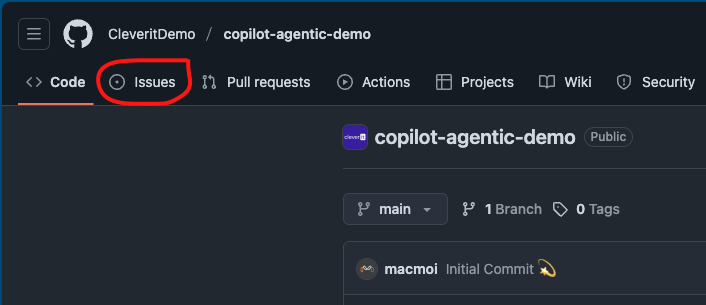 CleveritDemo / copilot-agentic-demo
Code Issues Pull requests Actions Projects Wiki Security
cleverit copilot-agentic-demo Public
main 1 Branch 0 Tags
macmoi Initial Commit 💫